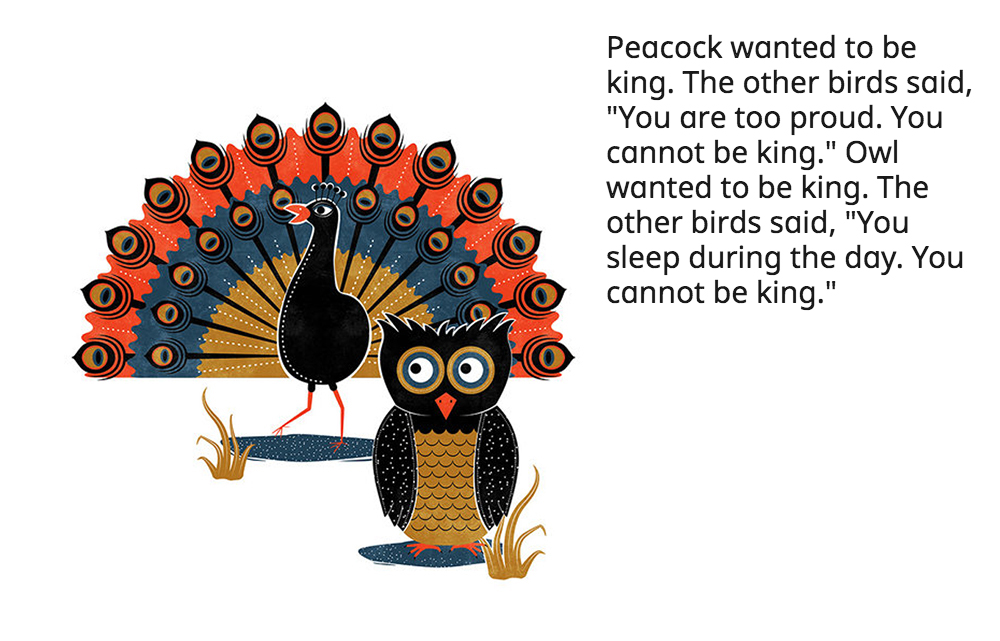 Peacock wanted to be
king. The other birds said,
"You are too proud. You
cannot be king." Owl
wanted to be king. The
other birds said, "You
sleep during the day. You
cannot be king."